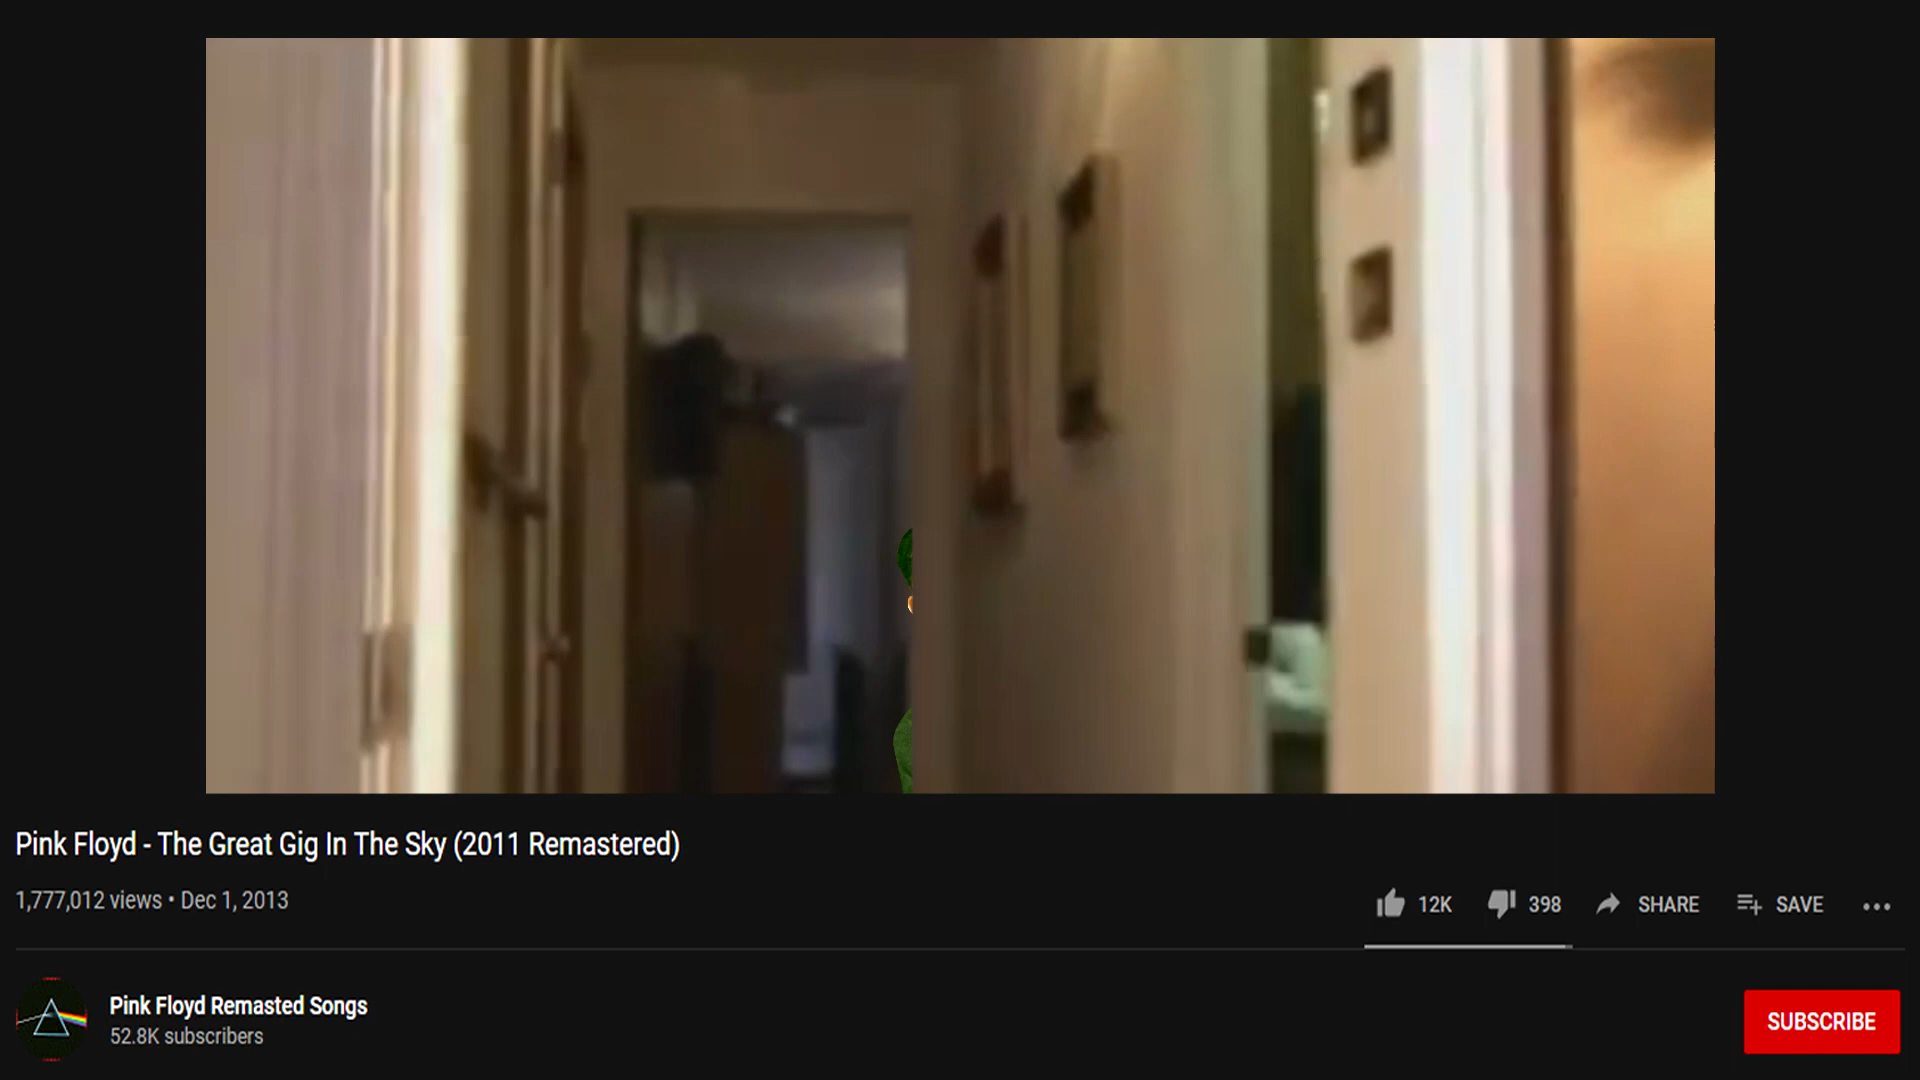 Pink Floyd - The Great Gig In The Sky (2011 Remastered)
1,777,012 views • Dec 1, 2013
12K 398 SHARE SAVE
Pink Floyd Remasted Songs
52.8K subscribers
SUBSCRIBE